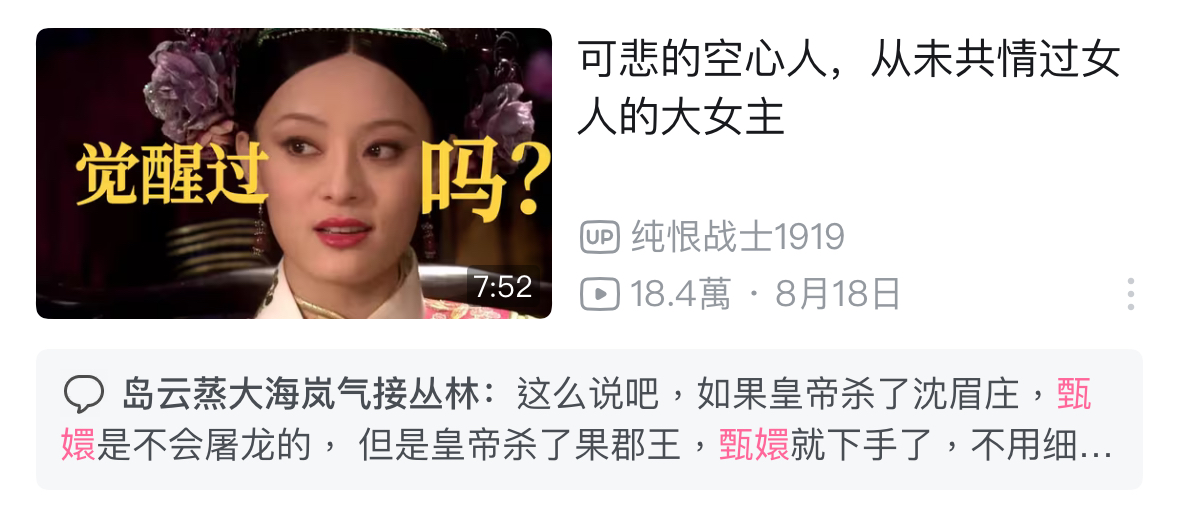 觉醒过
吗?
7:52
可悲的空心人，从未共情过女
人的大女主
UP 纯恨战士1919
18.4萬 · 8月18日
岛云蒸大海岚气接丛林：这么说吧，如果皇帝杀了沈眉庄，甄
嬛是不会屠龙的， 但是皇帝杀了果郡王，甄嬛就下手了，不用细...